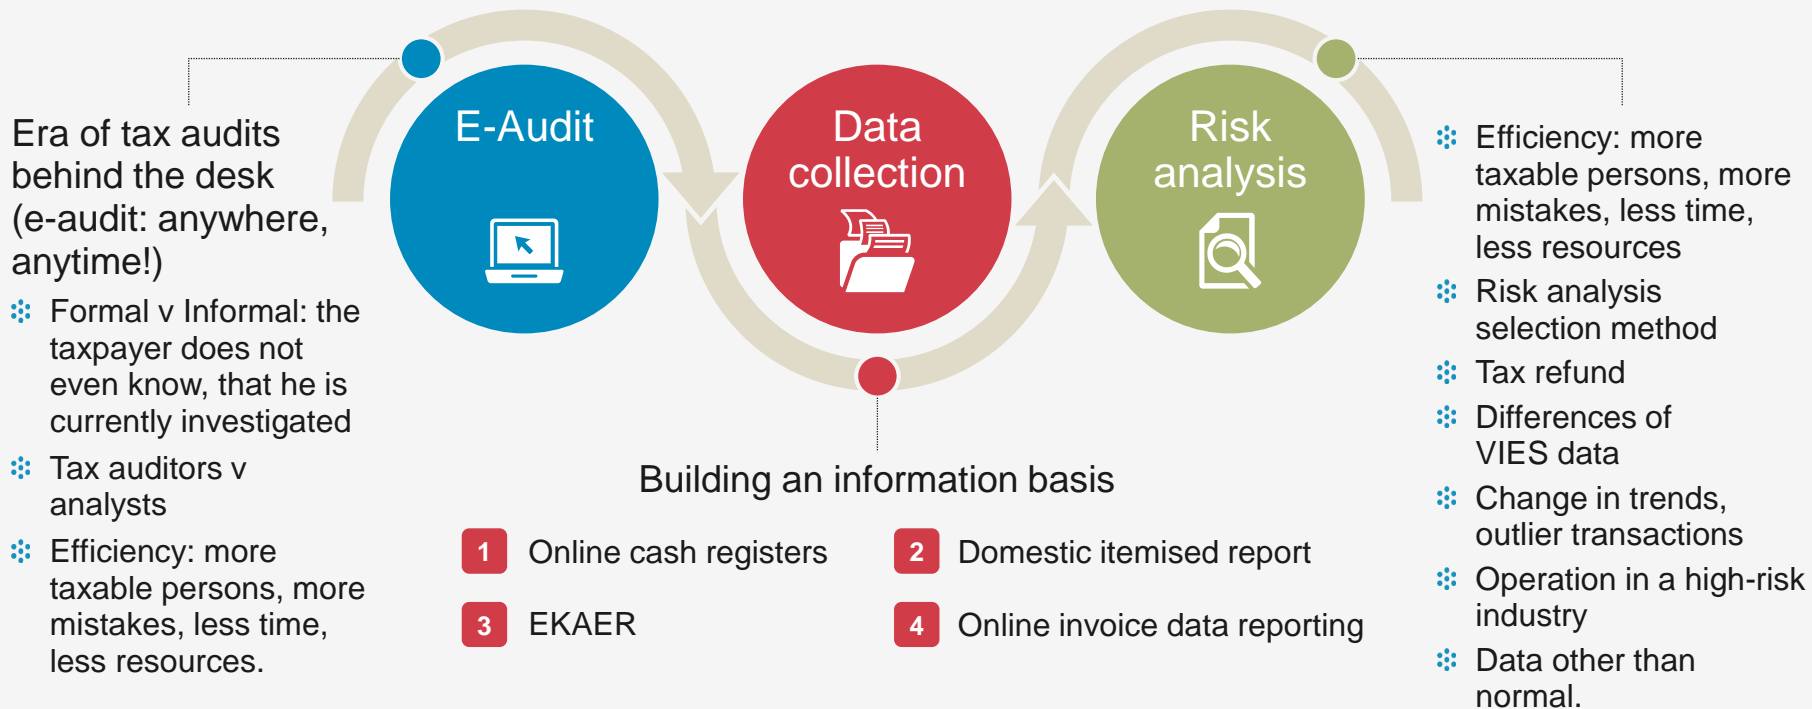 E-Audit
Data
collection
Risk
analysis
Era of tax audits
behind the desk
(e-audit: anywhere,
anytime!)
Formal v Informal: the
taxpayer does not
even know, that he is
currently investigated
Tax auditors v
analysts
Efficiency: more
taxable persons, more
mistakes, less time,
less resources.
Building an information basis
1 Online cash registers
2 Domestic itemised report
3 EKAER
4 Online invoice data reporting
Efficiency: more
taxable persons, more
mistakes, less time,
less resources
Risk analysis
selection method
Tax refund
Differences of
VIES data
Change in trends,
outlier transactions
Operation in a high-risk
industry
Data other than
normal.